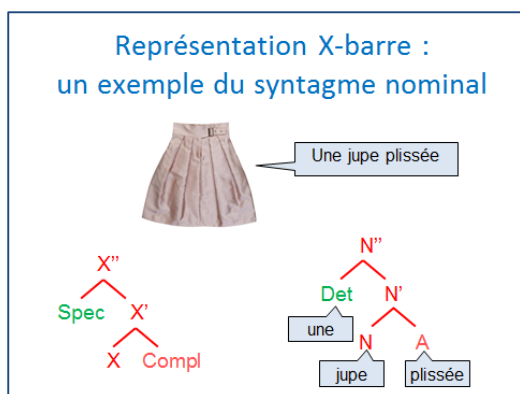 Représentation X-barre :
un exemple du syntagme nominal
Une jupe plissée
X''
Spec X'
X Compl
N''
Det N'
une
N A
jupe plissée